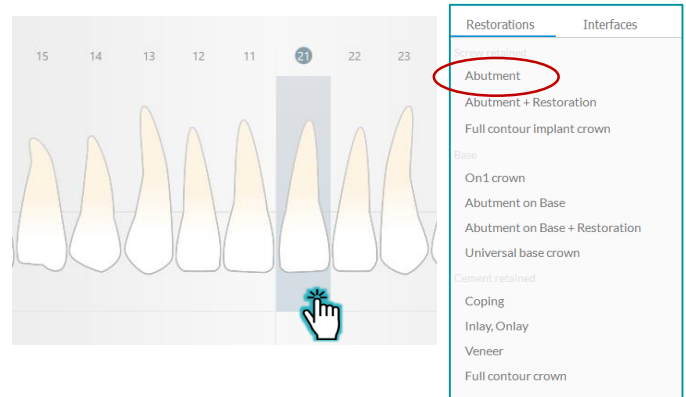 15 14 13 12 11 21 22 23
Restorations Interfaces
Screw retained
Abutment
Abutment + Restoration
Full contour implant crown
Base
On1 crown
Abutment on Base
Abutment on Base + Restoration
Universal base crown
Cement retained
Coping
Inlay, Onlay
Veneer
Full contour crown